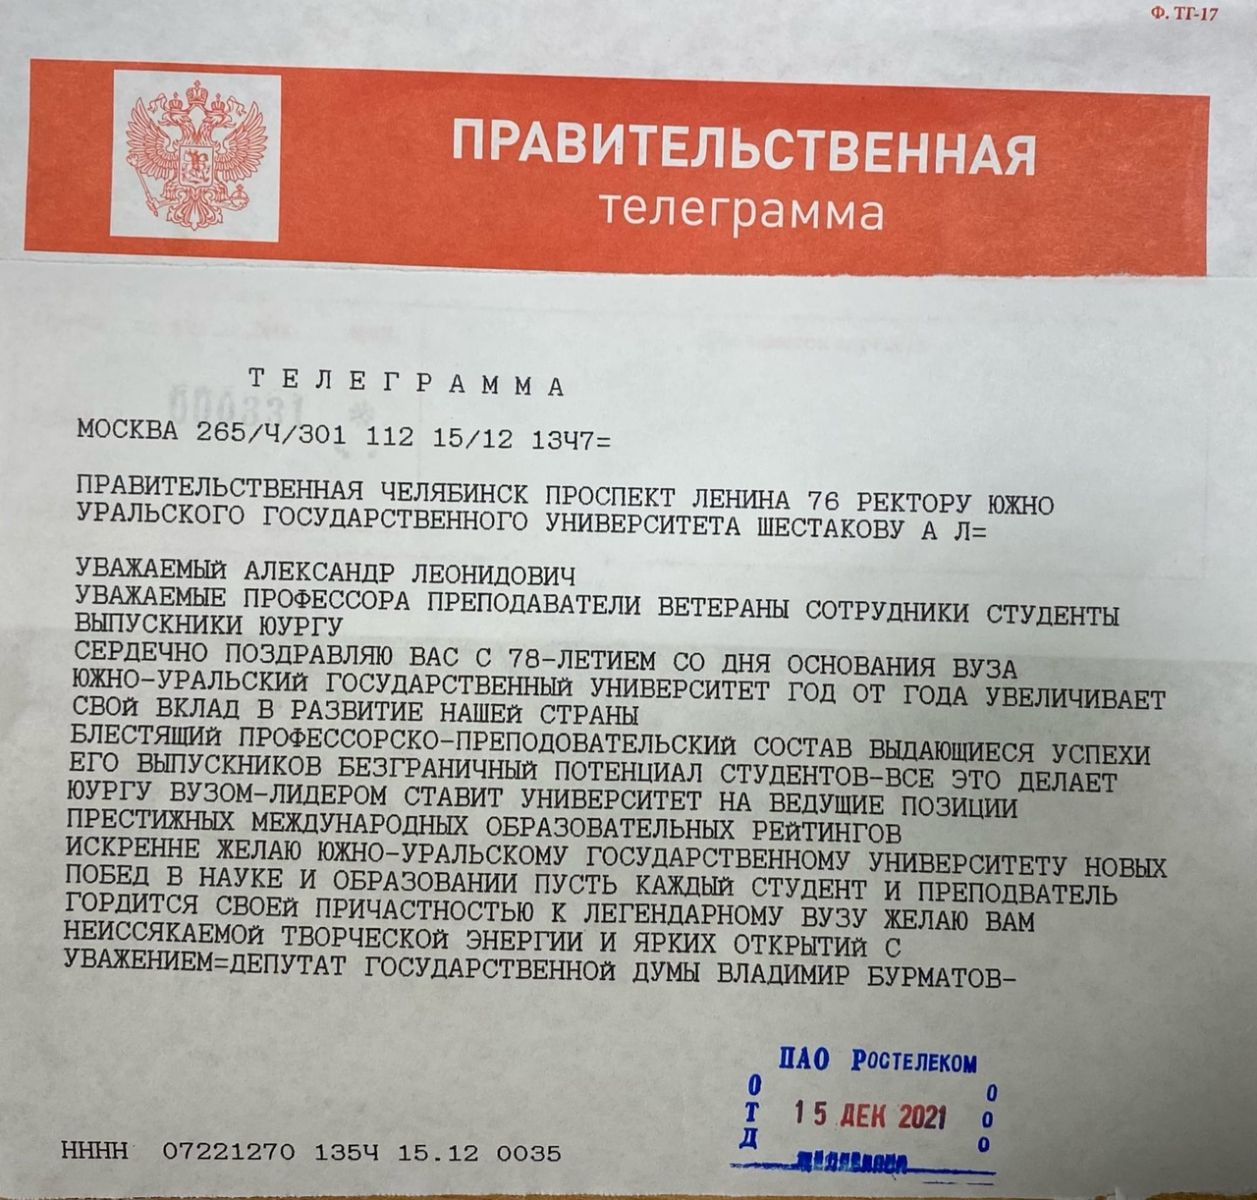 Ф. ТГ-17
ПРАВИТЕЛЬСТВЕННАЯ
телеграмма
Т Е Л Е Г Р А М М А
МОСКВА 265/Ч/301 112 15/12 13Ч7=
ПРАВИТЕЛЬСТВЕННАЯ ЧЕЛЯБИНСК ПРОСПЕКТ ЛЕНИНА 76 РЕКТОРУ ЮЖНО
УРАЛЬСКОГО ГОСУДАРСТВЕННОГО УНИВЕРСИТЕТА ШЕСТАКОВУ А Л=
УВАЖАЕМЫЙ АЛЕКСАНДР ЛЕОНИДОВИЧ
УВАЖАЕМЫЕ ПРОФЕССОРА ПРЕПОДАВАТЕЛИ ВЕТЕРАНЫ СОТРУДНИКИ СТУДЕНТЫ
ВЫПУСКНИКИ ЮУРГУ
СЕРДЕЧНО ПОЗДРАВЛЯЮ ВАС С 78-ЛЕТИЕМ СО ДНЯ ОСНОВАНИЯ ВУЗА
ЮЖНО-УРАЛЬСКИЙ ГОСУДАРСТВЕННЫЙ УНИВЕРСИТЕТ ГОД ОТ ГОДА УВЕЛИЧИВАЕТ
СВОЙ ВКЛАД В РАЗВИТИЕ НАШЕЙ СТРАНЫ
БЛЕСТЯЩИЙ ПРОФЕССОРСКО-ПРЕПОДОВАТЕЛЬСКИЙ СОСТАВ ВЫДАЮЩИЕСЯ УСПЕХИ
ЕГО ВЫПУСКНИКОВ БЕЗГРАНИЧНЫЙ ПОТЕНЦИАЛ СТУДЕНТОВ-ВСЕ ЭТО ДЕЛАЕТ
ЮУРГУ ВУЗОМ-ЛИДЕРОМ СТАВИТ УНИВЕРСИТЕТ НА ВЕДУЩИЕ ПОЗИЦИИ
ПРЕСТИЖНЫХ МЕЖДУНАРОДНЫХ ОБРАЗОВАТЕЛЬНЫХ РЕЙТИНГОВ
ИСКРЕННЕ ЖЕЛАЮ ЮЖНО-УРАЛЬСКОМУ ГОСУДАРСТВЕННОМУ УНИВЕРСИТЕТУ НОВЫХ
ПОБЕД В НАУКЕ И ОБРАЗОВАНИИ ПУСТЬ КАЖДЫЙ СТУДЕНТ И ПРЕПОДВАТЕЛЬ
ГОРДИТСЯ СВОЕЙ ПРИЧАСТНОСТЬЮ К ЛЕГЕНДАРНОМУ ВУЗУ ЖЕЛАЮ ВАМ
НЕИССЯКАЕМОЙ ТВОРЧЕСКОЙ ЭНЕРГИИ И ЯРКИХ ОТКРЫТИЙ С
УВАЖЕНИЕМ=ДЕПУТАТ ГОСУДАРСТВЕННОЙ ДУМЫ ВЛАДИМИР БУРМАТОВ-
ПАО РОСТЕЛЕКОМ
ОТД
15 ДЕК 2021
000
НННН 07221270 135Ч 15.12 0035